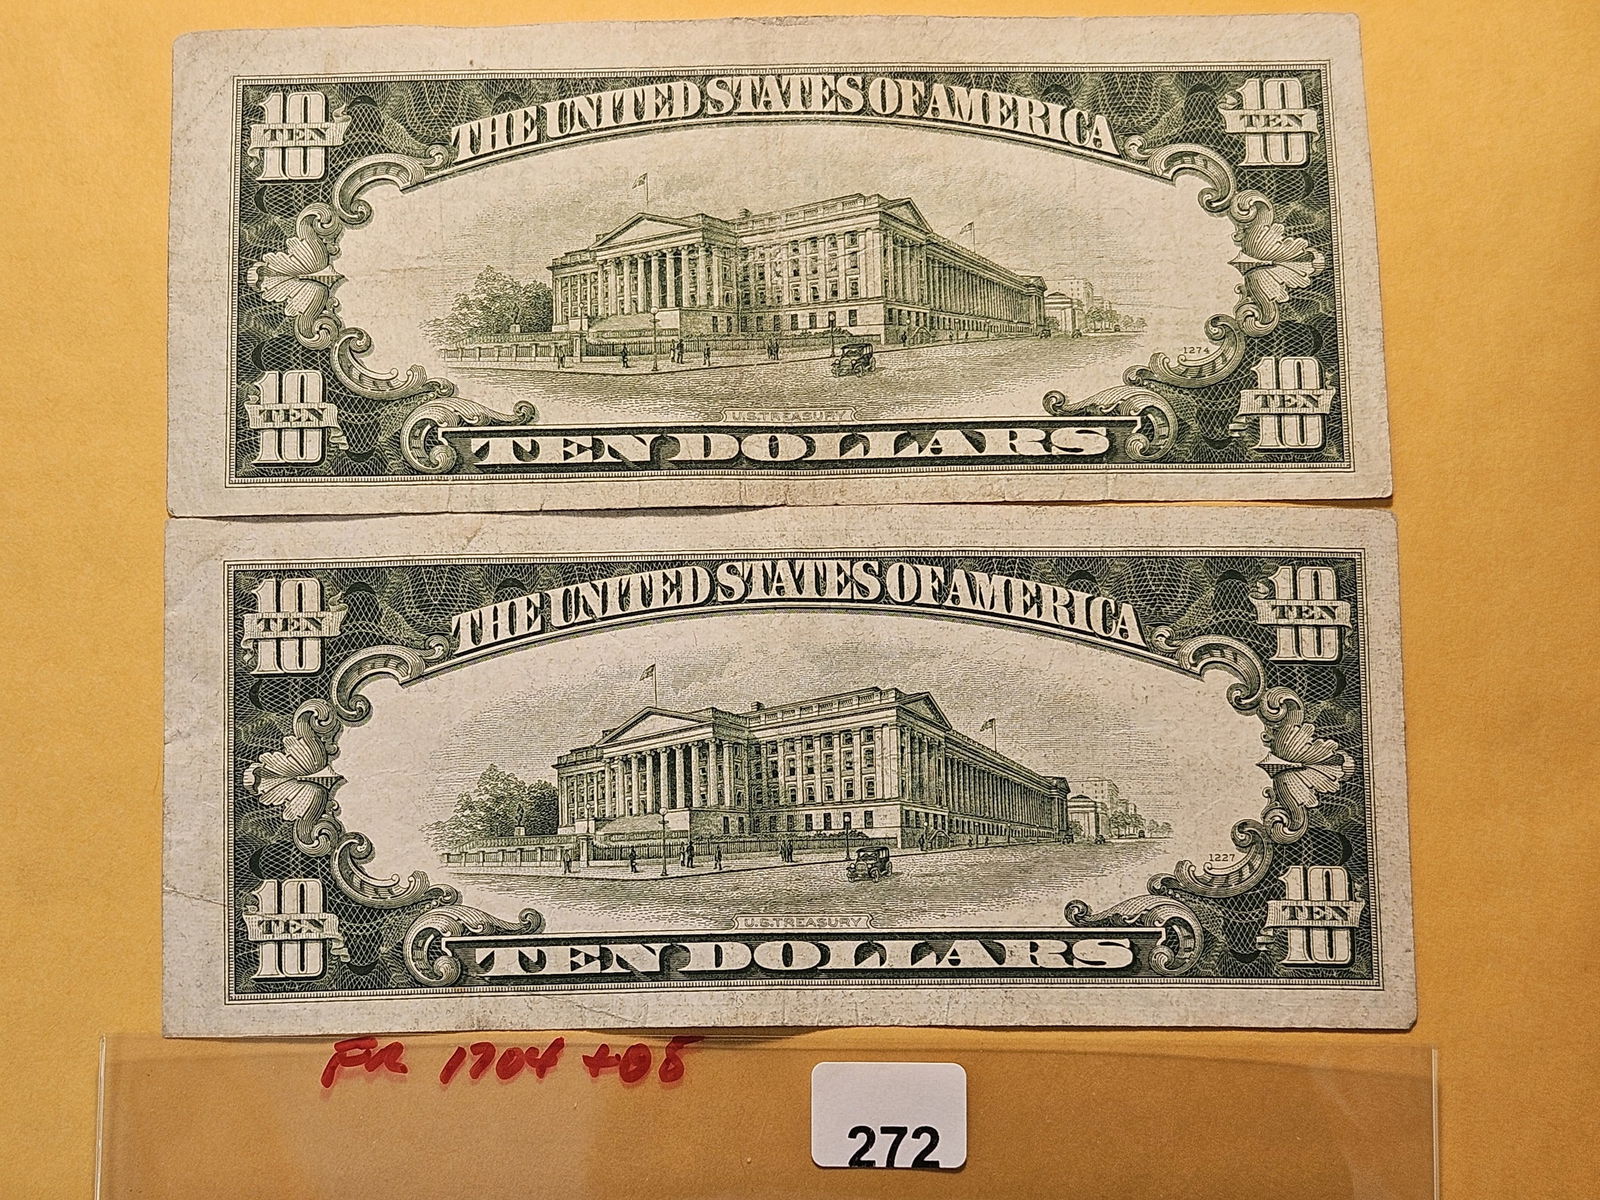 10 TEN 10
THE UNITED STATES OF AMERICA
10 TEN 10
1274
10 TEN 10
U.S. TREASURY
TEN DOLLARS
10 TEN 10
10 TEN 10
THE UNITED STATES OF AMERICA
10 TEN 10
1227
10 TEN 10
U.S. TREASURY
TEN DOLLARS
10 TEN 10
FR 1704 + 05
272